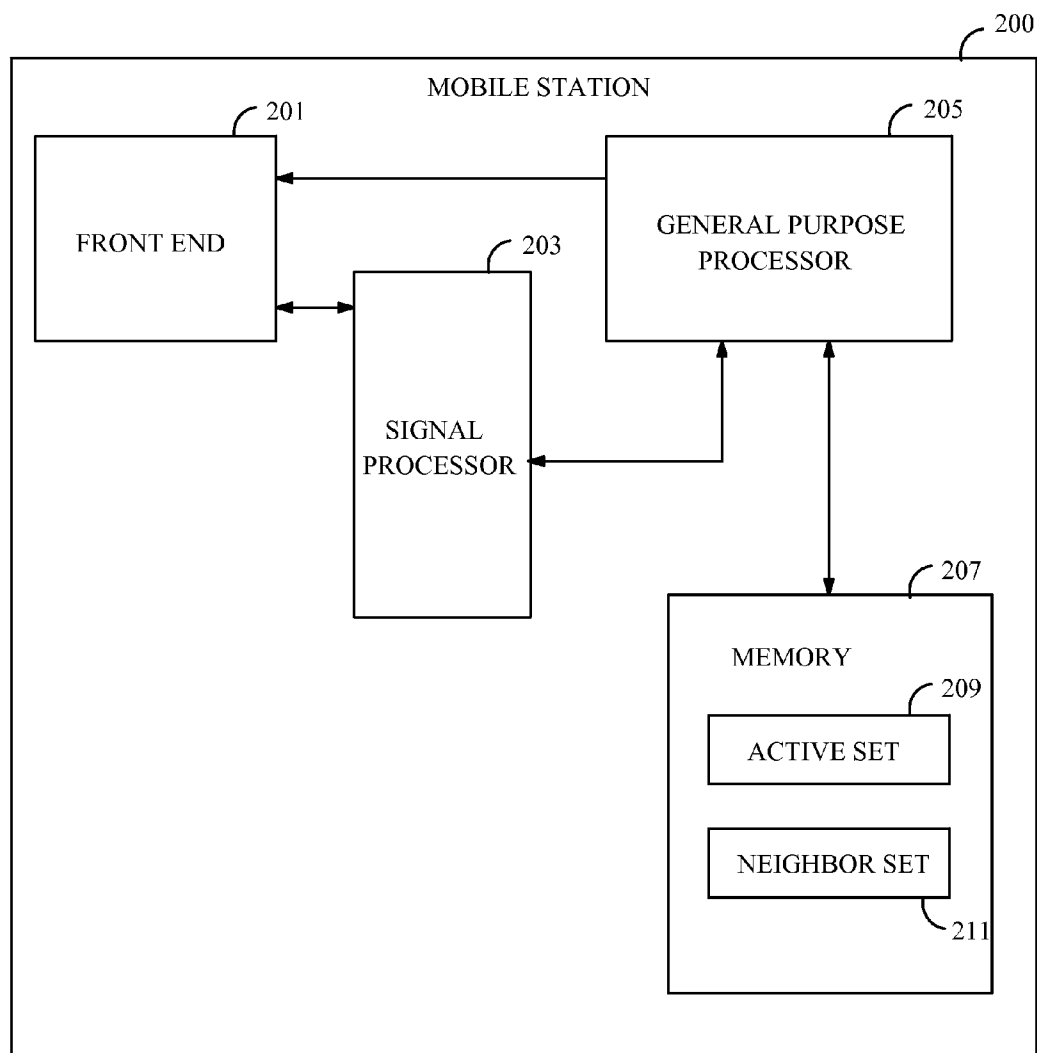 200
MOBILE STATION
201
205
FRONT END
GENERAL PURPOSE
PROCESSOR
203
SIGNAL
PROCESSOR
207
MEMORY
209
ACTIVE SET
NEIGHBOR SET
211